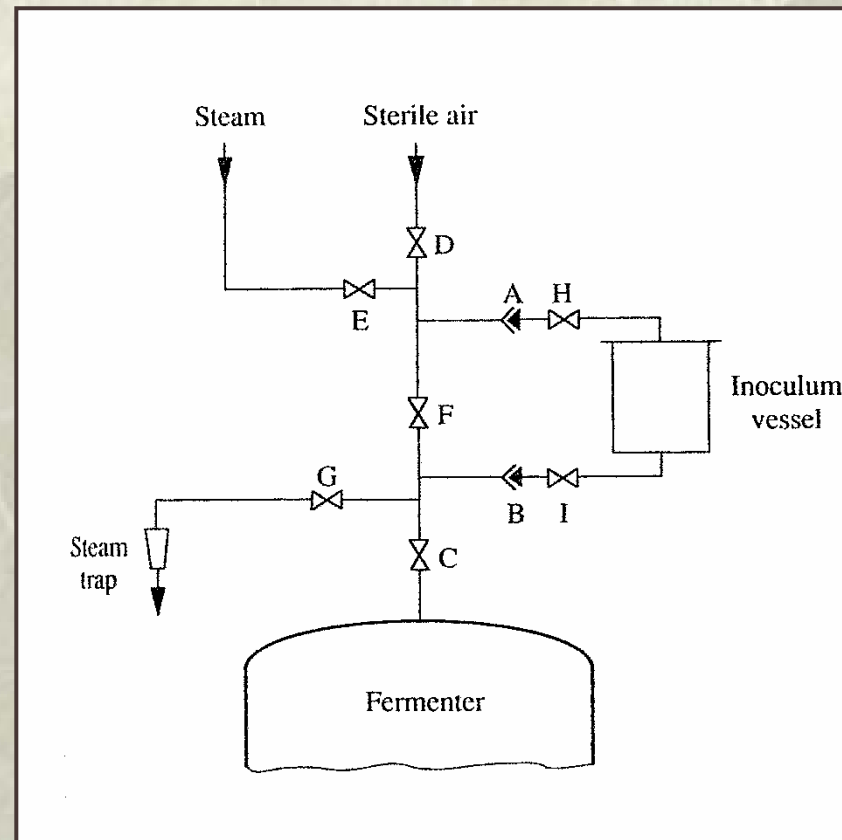 Steam
Sterile air
D
E
A
H
Inoculum
vessel
F
G
B
I
C
Steam
trap
Fermenter